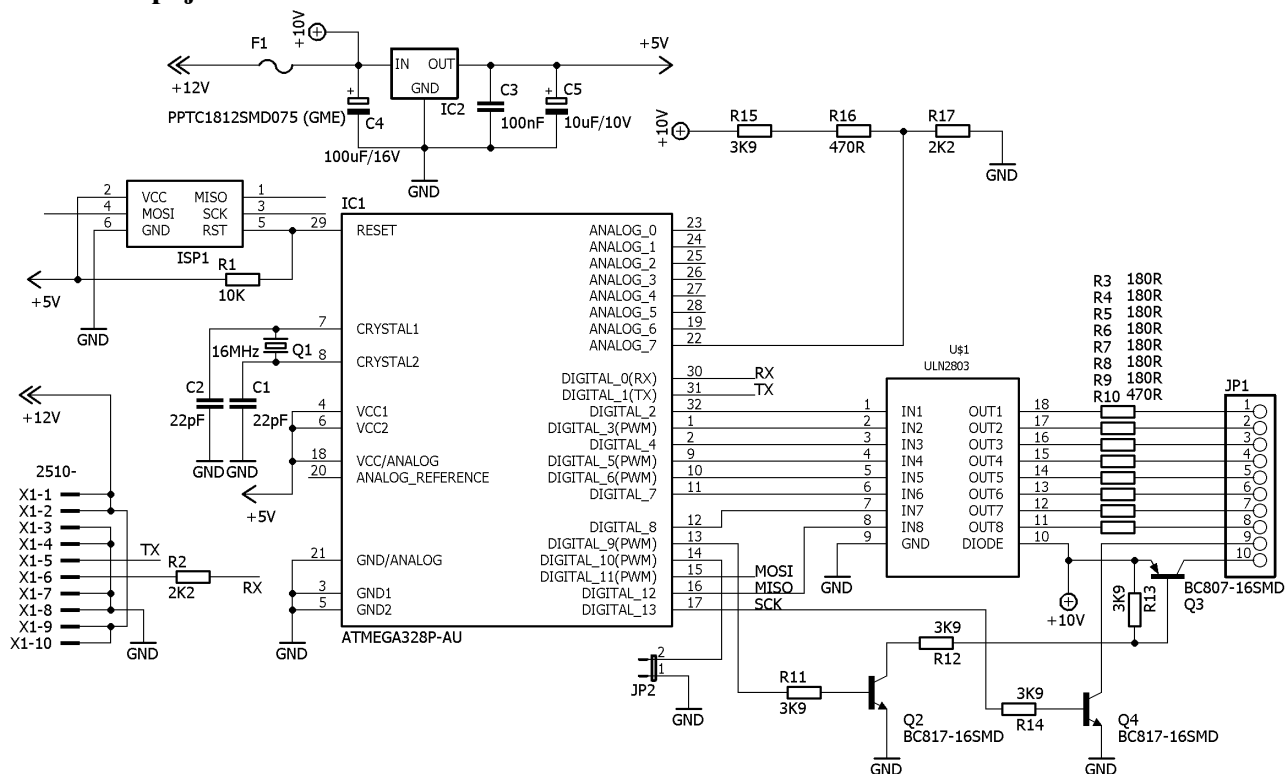 +10V
F1
+12V
PPTC1812SMD075 (GME)
+
C4
100uF/16V
IN OUT
GND
IC2
C3
100nF
+
C5
10uF/10V
+5V
GND
+10V
R15
3K9
R16
470R
R17
2K2
GND
2 VCC MISO 1
4 MOSI SCK 3
6 GND RST 5
ISP1
R1
10K
+5V
GND
IC1
29 RESET
7 CRYSTAL1
8 CRYSTAL2
4 VCC1
6 VCC2
18 VCC/ANALOG
20 ANALOG_REFERENCE
21 GND/ANALOG
3 GND1
5 GND2
ATMEGA328P-AU
16MHz Q1
C2
22pF
C1
22pF
GND GND
+5V
GND
ANALOG_0 23
ANALOG_1 24
ANALOG_2 25
ANALOG_3 26
ANALOG_4 27
ANALOG_5 28
ANALOG_6 19
ANALOG_7 22
DIGITAL_0(RX) 30 RX
DIGITAL_1(TX) 31 TX
DIGITAL_2 32
DIGITAL_3(PWM) 1
DIGITAL_4 2
DIGITAL_5(PWM) 9
DIGITAL_6(PWM) 10
DIGITAL_7 11
DIGITAL_8 12
DIGITAL_9(PWM) 13
DIGITAL_10(PWM) 14
DIGITAL_11(PWM) 15 MOSI
DIGITAL_12 16 MISO
DIGITAL_13 17 SCK
+12V
2510-
X1-1
X1-2
X1-3
X1-4
X1-5 TX
X1-6
X1-7
X1-8
X1-9
X1-10
R2
2K2
RX
GND
U$1
ULN2803
1 IN1 OUT1 18
2 IN2 OUT2 17
3 IN3 OUT3 16
4 IN4 OUT4 15
5 IN5 OUT5 14
6 IN6 OUT6 13
7 IN7 OUT7 12
8 IN8 OUT8 11
9 GND DIODE 10
GND
R3 180R
R4 180R
R5 180R
R6 180R
R7 180R
R8 180R
R9 180R
R10 470R
JP1
1
2
3
4
5
6
7
8
9
10
BC807-16SMD
Q3
3K9
R13
+10V
3K9
R12
2
1
JP2
GND
R11
3K9
Q2
BC817-16SMD
GND
3K9
R14
Q4
BC817-16SMD
GND